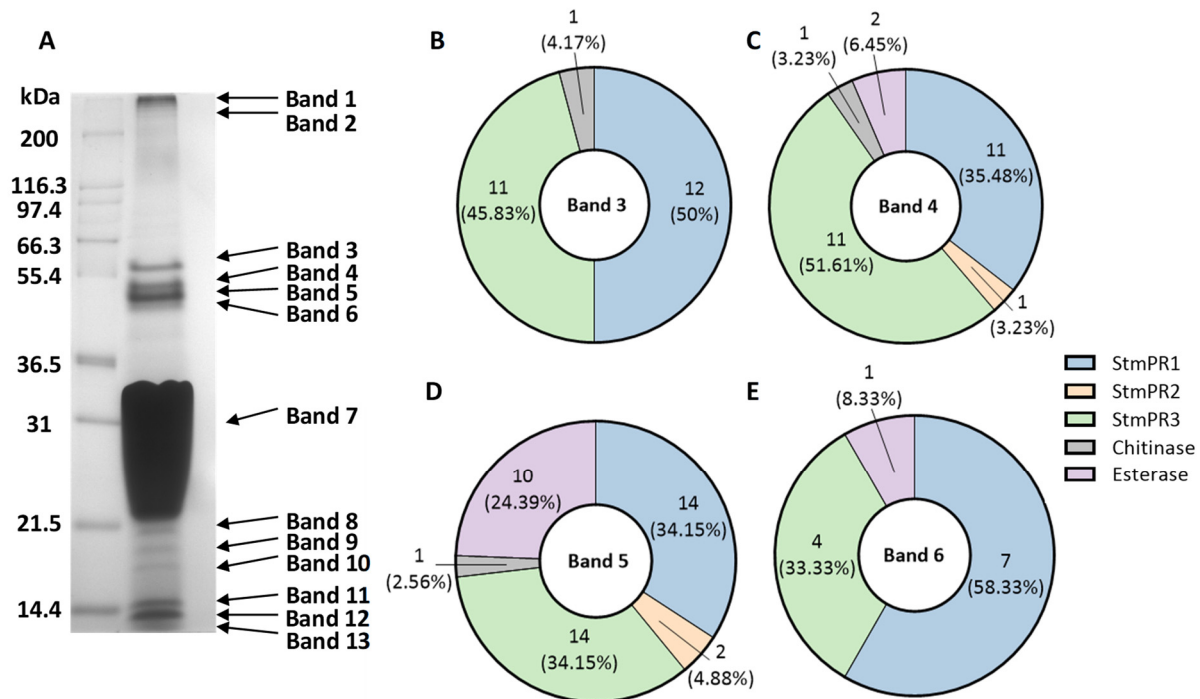 A
kDa
200
116.3
97.4
66.3
55.4
36.5
31
21.5
14.4
Band 1
Band 2
Band 3
Band 4
Band 5
Band 6
Band 7
Band 8
Band 9
Band 10
Band 11
Band 12
Band 13
B
1
(4.17%)
11
(45.83%)
12
(50%)
Band 3
C
1
(3.23%)
2
(6.45%)
11
(35.48%)
11
(51.61%)
1
(3.23%)
Band 4
D
10
(24.39%)
14
(34.15%)
1
(2.56%)
14
(34.15%)
2
(4.88%)
Band 5
E
1
(8.33%)
4
(33.33%)
7
(58.33%)
Band 6
StmPR1
StmPR2
StmPR3
Chitinase
Esterase